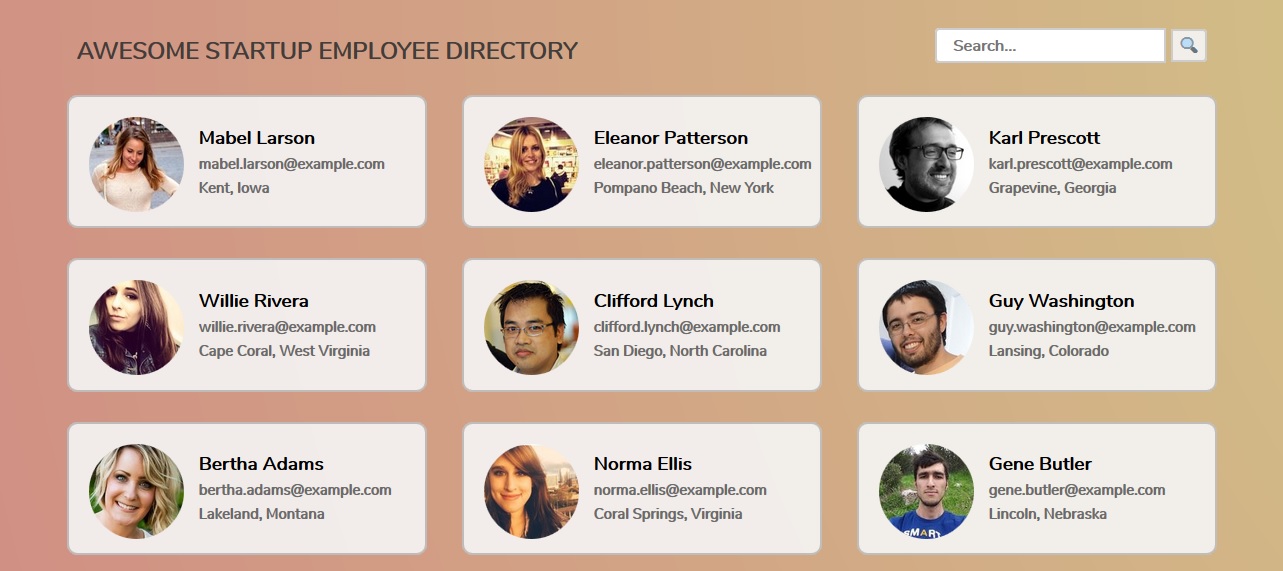 AWESOME STARTUP EMPLOYEE DIRECTORY
Search...
Mabel Larson
mabel.larson@example.com
Kent, Iowa
Eleanor Patterson
eleanor.patterson@example.com
Pompano Beach, New York
Karl Prescott
karl.prescott@example.com
Grapevine, Georgia
Willie Rivera
willie.rivera@example.com
Cape Coral, West Virginia
Clifford Lynch
clifford.lynch@example.com
San Diego, North Carolina
Guy Washington
guy.washington@example.com
Lansing, Colorado
Bertha Adams
bertha.adams@example.com
Lakeland, Montana
Norma Ellis
norma.ellis@example.com
Coral Springs, Virginia
Gene Butler
gene.butler@example.com
Lincoln, Nebraska
SMART